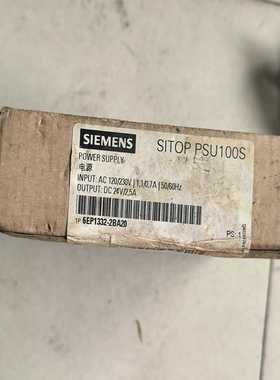 SIEMENS
SITOP PSU100S
POWER SUPPLY
电源
INPUT: AC 120/230V | 1,1/0,7A | 50/60Hz
OUTPUT: DC 24V/2,5A
1P 6EP1332-2BA20
PS: